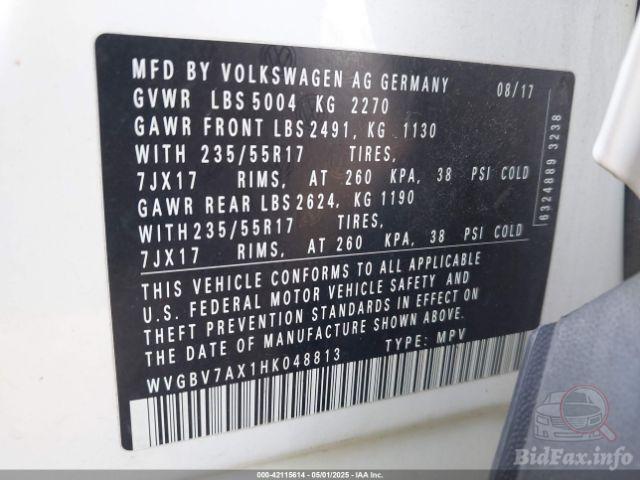 MFD BY VOLKSWAGEN AG GERMANY 08/17
GVWR LBS 5004 KG 2270
GAWR FRONT LBS 2491, KG 1130
WITH 235/55R17 TIRES,
7JX17 RIMS, AT 260 KPA, 38 PSI COLD
GAWR REAR LBS 2624, KG 1190
WITH 235/55R17 TIRES,
7JX17 RIMS, AT 260 KPA, 38 PSI COLD
THIS VEHICLE CONFORMS TO ALL APPLICABLE
U.S. FEDERAL MOTOR VEHICLE SAFETY AND
THEFT PREVENTION STANDARDS IN EFFECT ON
THE DATE OF MANUFACTURE SHOWN ABOVE.
WVGBV7AX1HK048813 TYPE: MPV
6324889 3238
BidFax.info
000-42115614 - 05/01/2025 - IAA Inc.